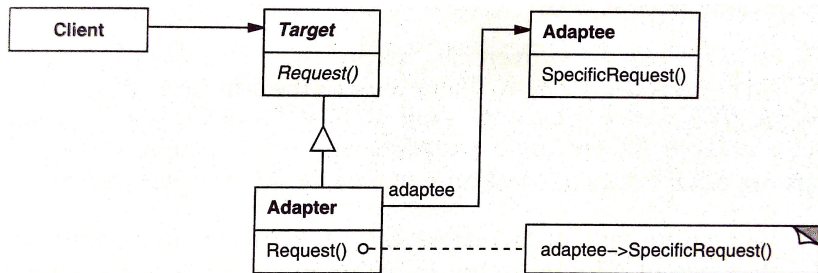 Client
Target
Request()
Adaptee
SpecificRequest()
adaptee
Adapter
Request()
adaptee->SpecificRequest()